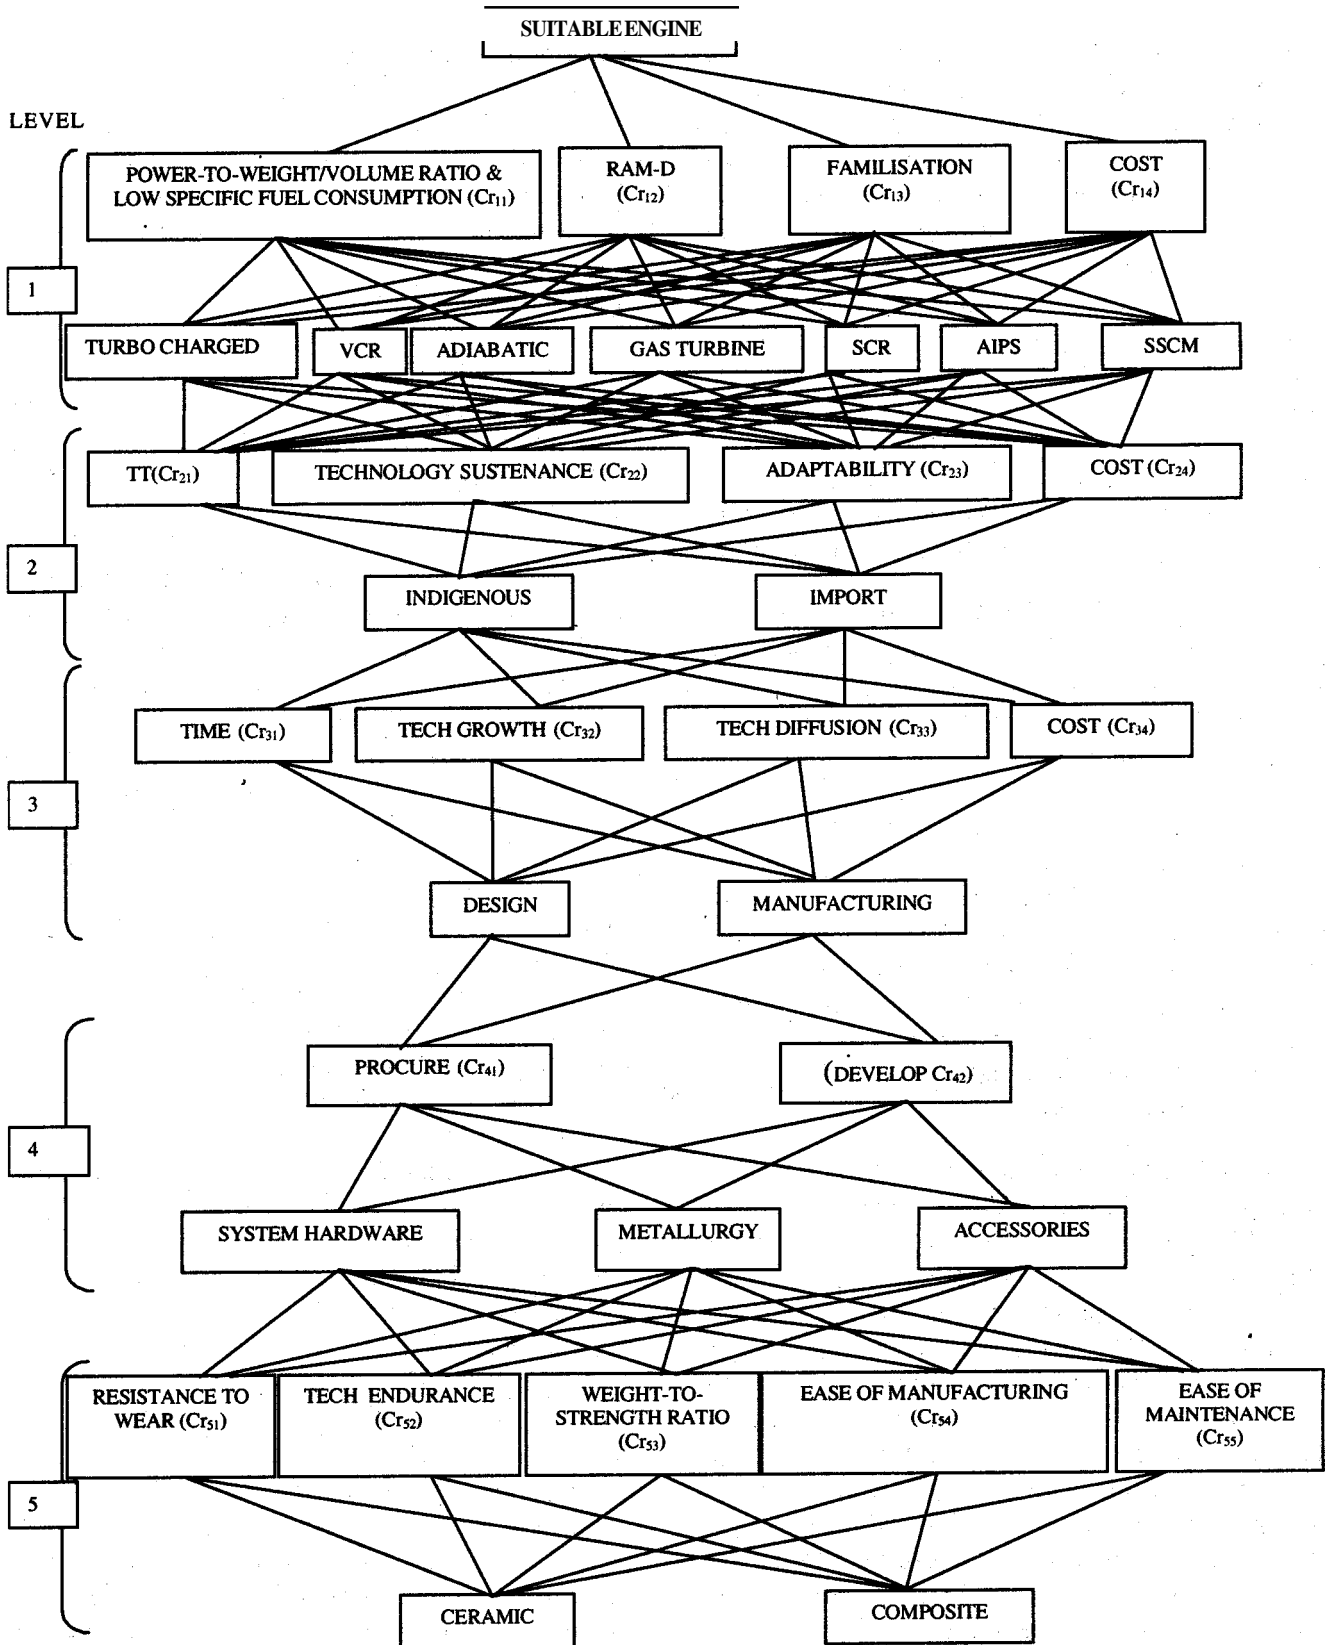 SUITABLE ENGINE
LEVEL
POWER-TO-WEIGHT/VOLUME RATIO &
LOW SPECIFIC FUEL CONSUMPTION (Cr11)
RAM-D
(Cr12)
FAMILISATION
(Cr13)
COST
(Cr14)
1
TURBO CHARGED
VCR
ADIABATIC
GAS TURBINE
SCR
AIPS
SSCM
TT(Cr21)
TECHNOLOGY SUSTENANCE (Cr22)
ADAPTABILITY (Cr23)
COST (Cr24)
2
INDIGENOUS
IMPORT
TIME (Cr31)
TECH GROWTH (Cr32)
TECH DIFFUSION (Cr33)
COST (Cr34)
3
DESIGN
MANUFACTURING
PROCURE (Cr41)
(DEVELOP Cr42)
4
SYSTEM HARDWARE
METALLURGY
ACCESSORIES
RESISTANCE TO
WEAR (Cr51)
TECH ENDURANCE
(Cr52)
WEIGHT-TO-
STRENGTH RATIO
(Cr53)
EASE OF MANUFACTURING
(Cr54)
EASE OF
MAINTENANCE
(Cr55)
5
CERAMIC
COMPOSITE